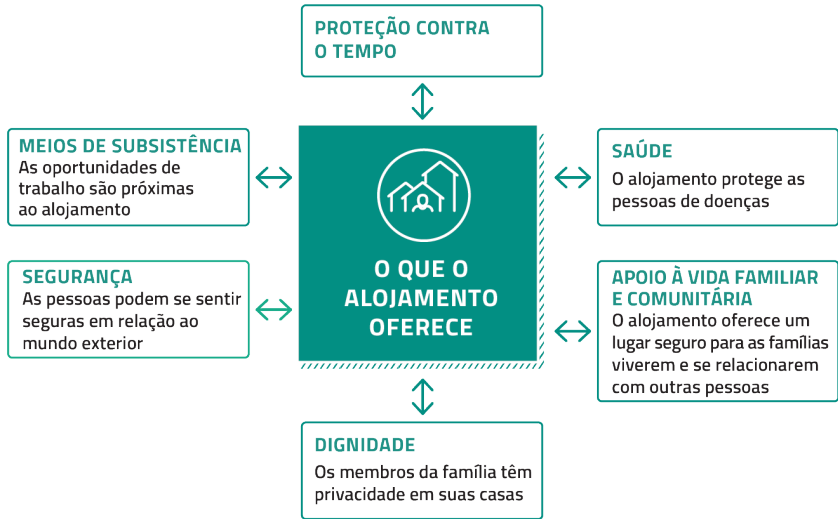 PROTEÇÃO CONTRA
O TEMPO
MEIOS DE SUBSISTÊNCIA
As oportunidades de
trabalho são próximas
ao alojamento
SAÚDE
O alojamento protege as
pessoas de doenças
O QUE O
ALOJAMENTO
OFERECE
SEGURANÇA
As pessoas podem se sentir
seguras em relação ao
mundo exterior
APOIO À VIDA FAMILIAR
E COMUNITÁRIA
O alojamento oferece um
lugar seguro para as famílias
viverem e se relacionarem
com outras pessoas
DIGNIDADE
Os membros da família têm
privacidade em suas casas